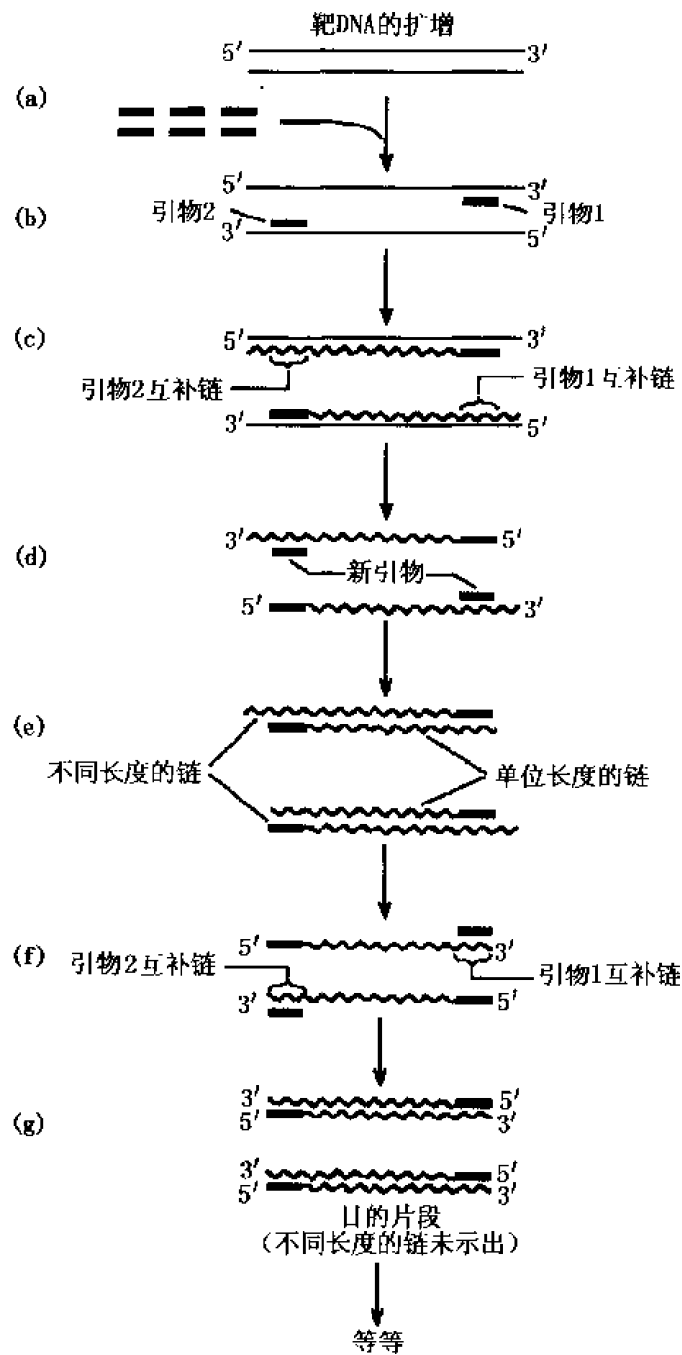 靶DNA的扩增
5′ 3′
(a)
5′ 3′
(b) 引物2 引物1
3′ 5′
(c) 5′ 3′
引物2互补链 引物1互补链
3′ 5′
3′ 5′
(d) 新引物
5′ 3′
(e)
不同长度的链 单位长度的链
5′ 3′
(f) 引物2互补链 引物1互补链
3′ 5′
3′ 5′
(g) 5′ 3′
3′ 5′
5′ 3′
目的片段
(不同长度的链未示出)
等等